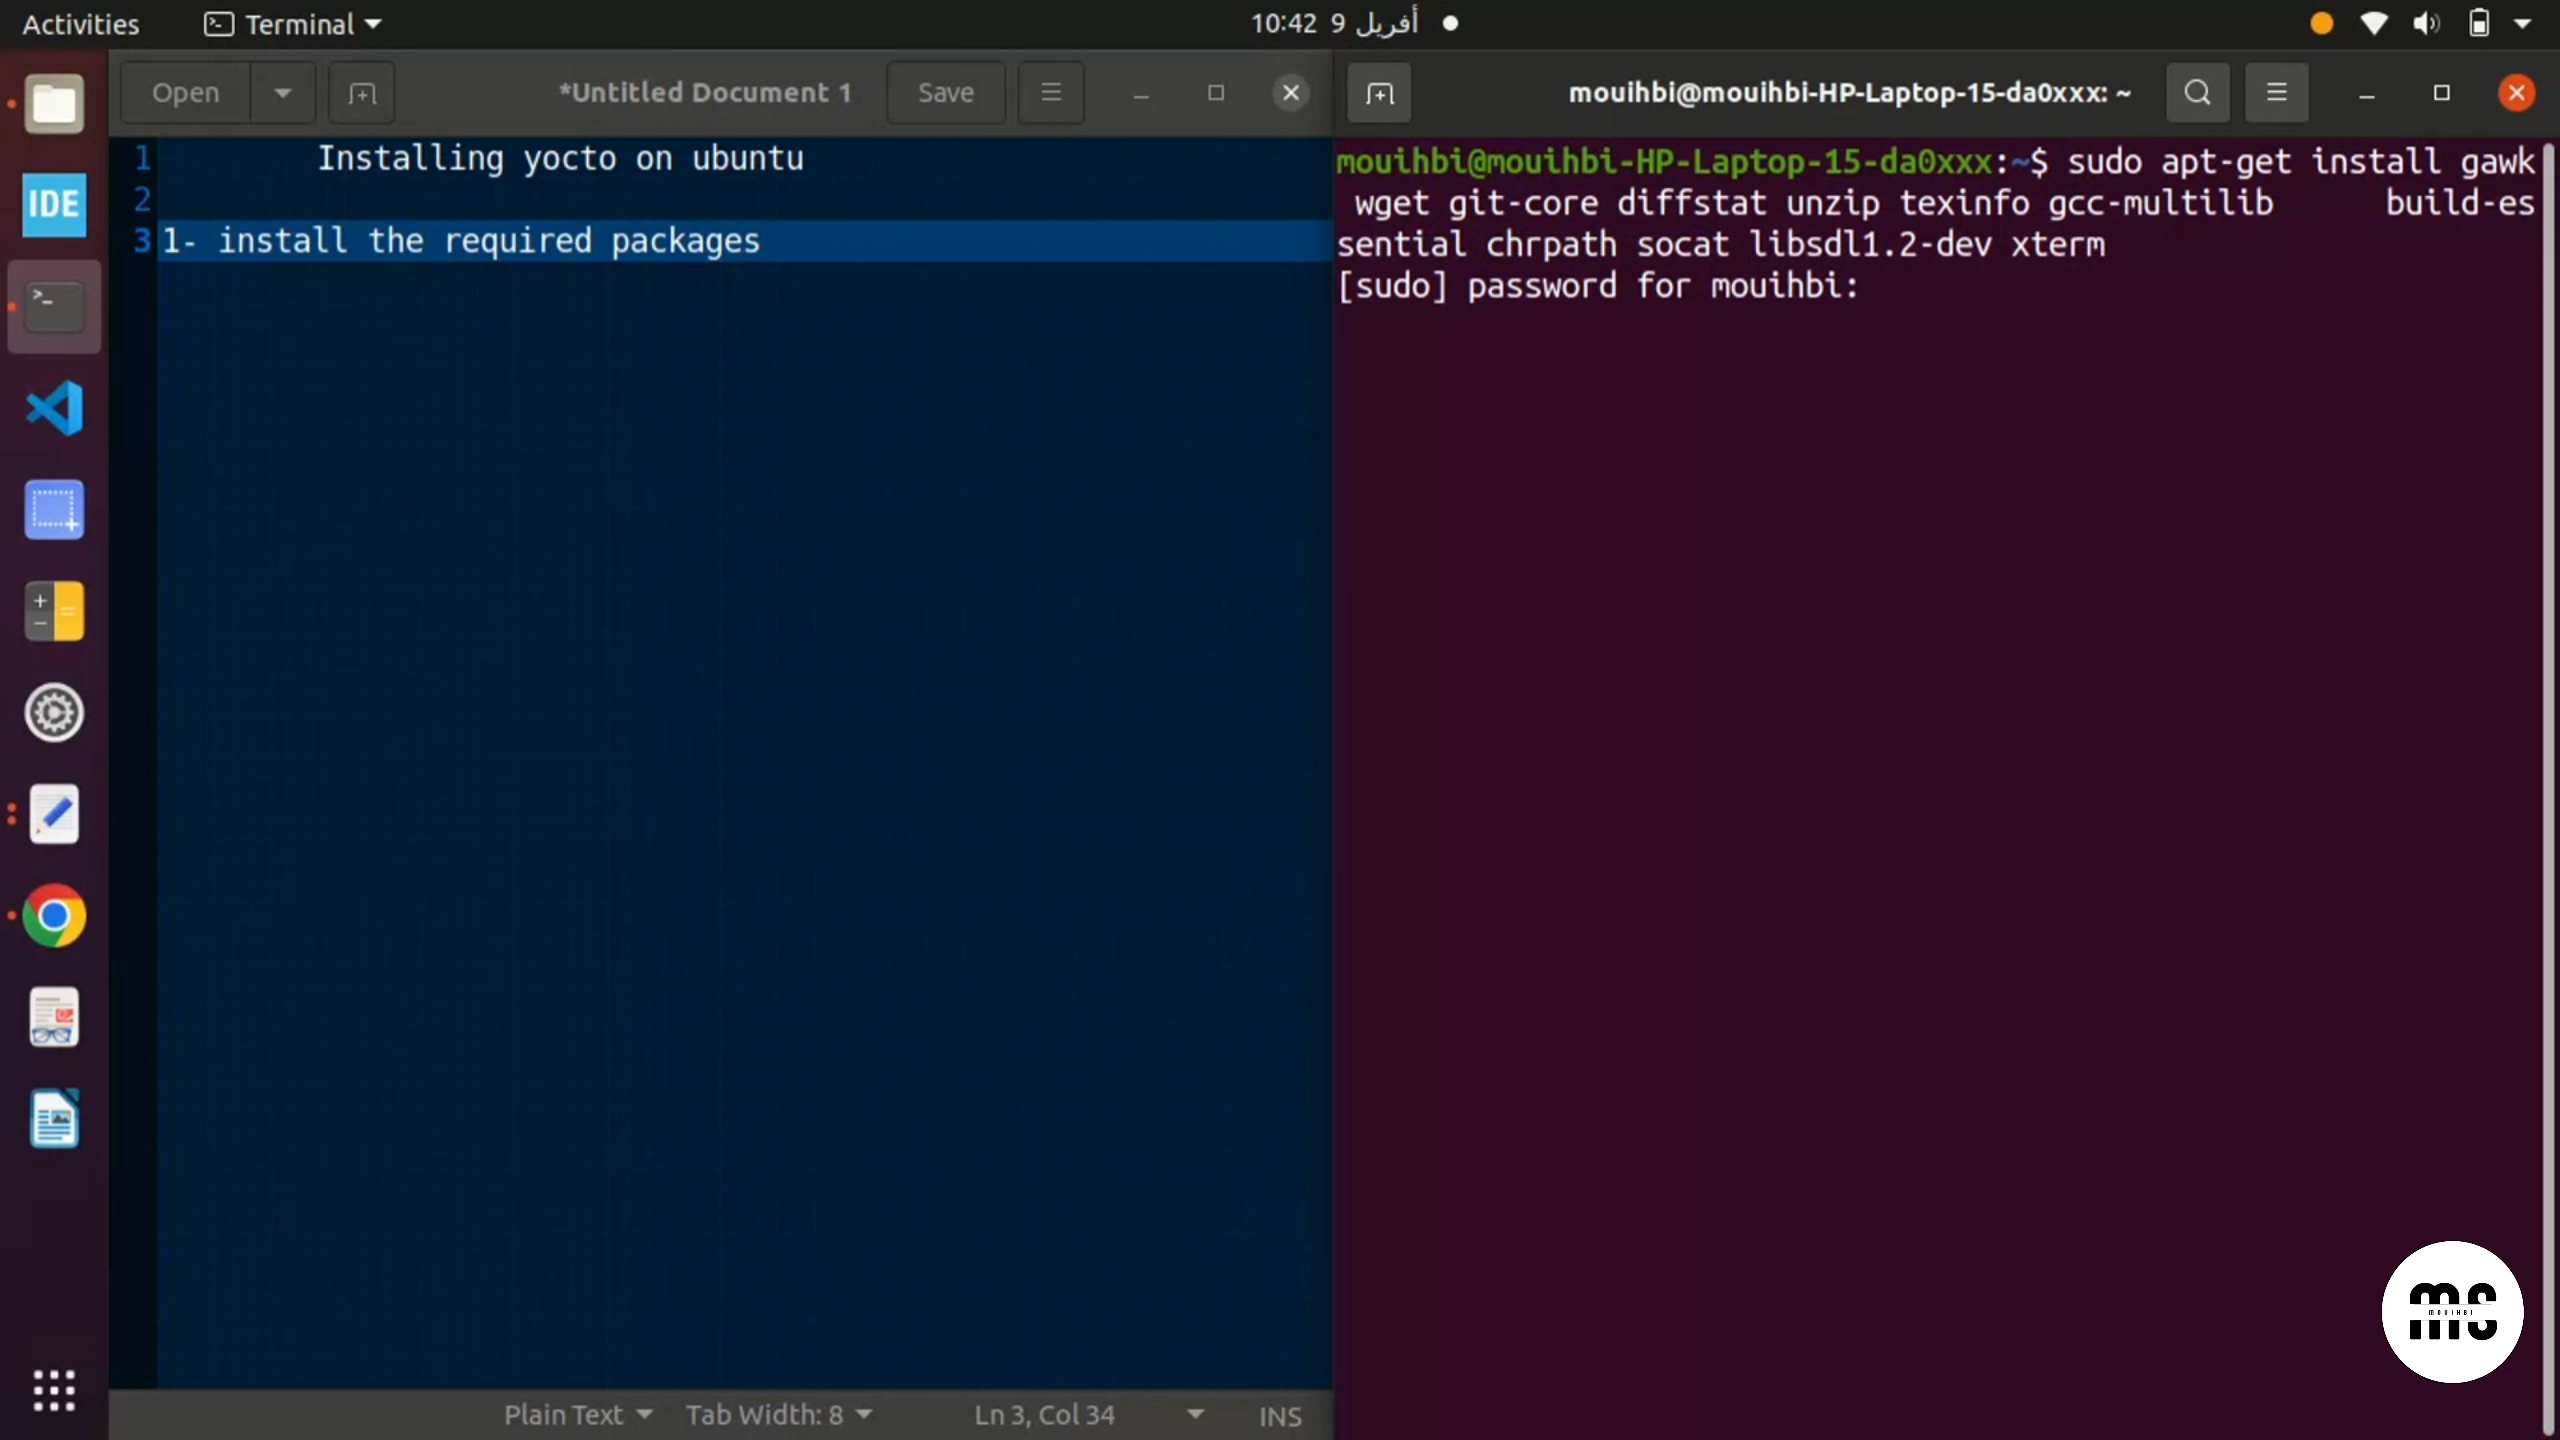 Activities
Terminal
10:42 9 أفريل
Open
*Untitled Document 1
Save
mouihbi@mouihbi-HP-Laptop-15-da0xxx: ~
1 Installing yocto on ubuntu
2
3 1- install the required packages
mouihbi@mouihbi-HP-Laptop-15-da0xxx:~$ sudo apt-get install gawk
wget git-core diffstat unzip texinfo gcc-multilib build-es
sential chrpath socat libsdl1.2-dev xterm
[sudo] password for mouihbi:
IDE
ms
MOUIHBI
Plain Text
Tab Width: 8
Ln 3, Col 34
INS